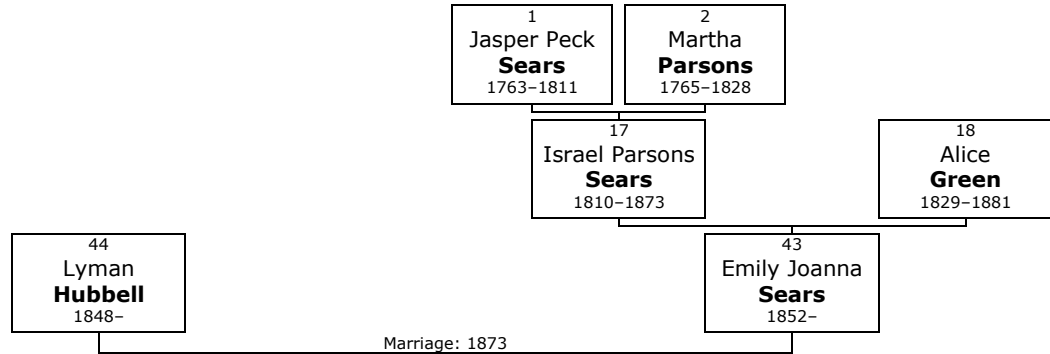 1
Jasper Peck
Sears
1763–1811
2
Martha
Parsons
1765–1828
17
Israel Parsons
Sears
1810–1873
18
Alice
Green
1829–1881
44
Lyman
Hubbell
1848–
43
Emily Joanna
Sears
1852–
Marriage: 1873